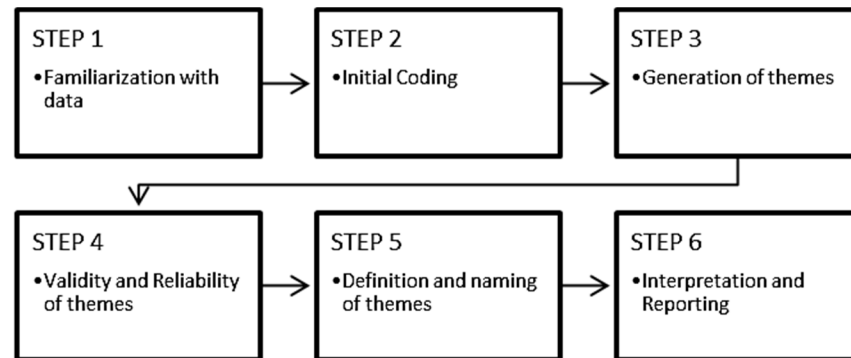 STEP 1
•Familiarization with
data
STEP 2
•Initial Coding
STEP 3
•Generation of themes
STEP 4
•Validity and Reliability
of themes
STEP 5
•Definition and naming
of themes
STEP 6
•Interpretation and
Reporting